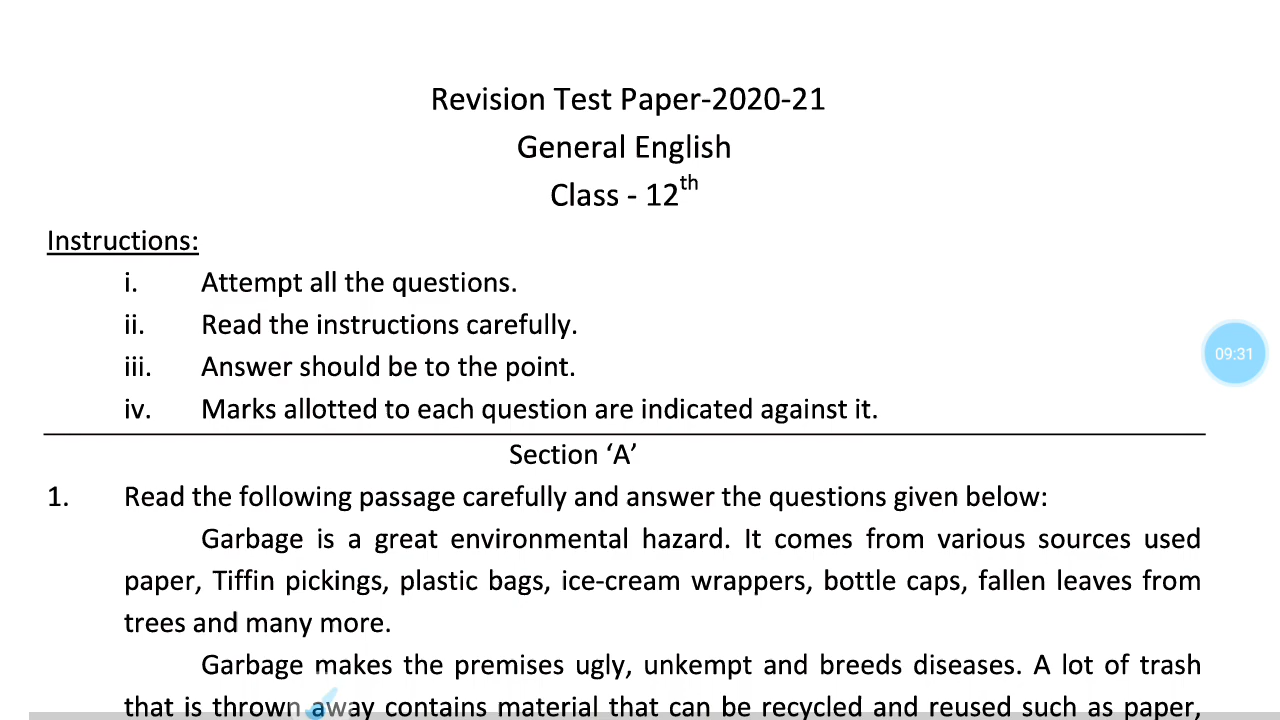 Revision Test Paper-2020-21
General English
Class - 12th
Instructions:
i. Attempt all the questions.
ii. Read the instructions carefully.
iii. Answer should be to the point.
iv. Marks allotted to each question are indicated against it.
09:31
Section ‘A’
1. Read the following passage carefully and answer the questions given below:
Garbage is a great environmental hazard. It comes from various sources used
paper, Tiffin pickings, plastic bags, ice-cream wrappers, bottle caps, fallen leaves from
trees and many more.
Garbage makes the premises ugly, unkempt and breeds diseases. A lot of trash
that is thrown away contains material that can be recycled and reused such as paper,